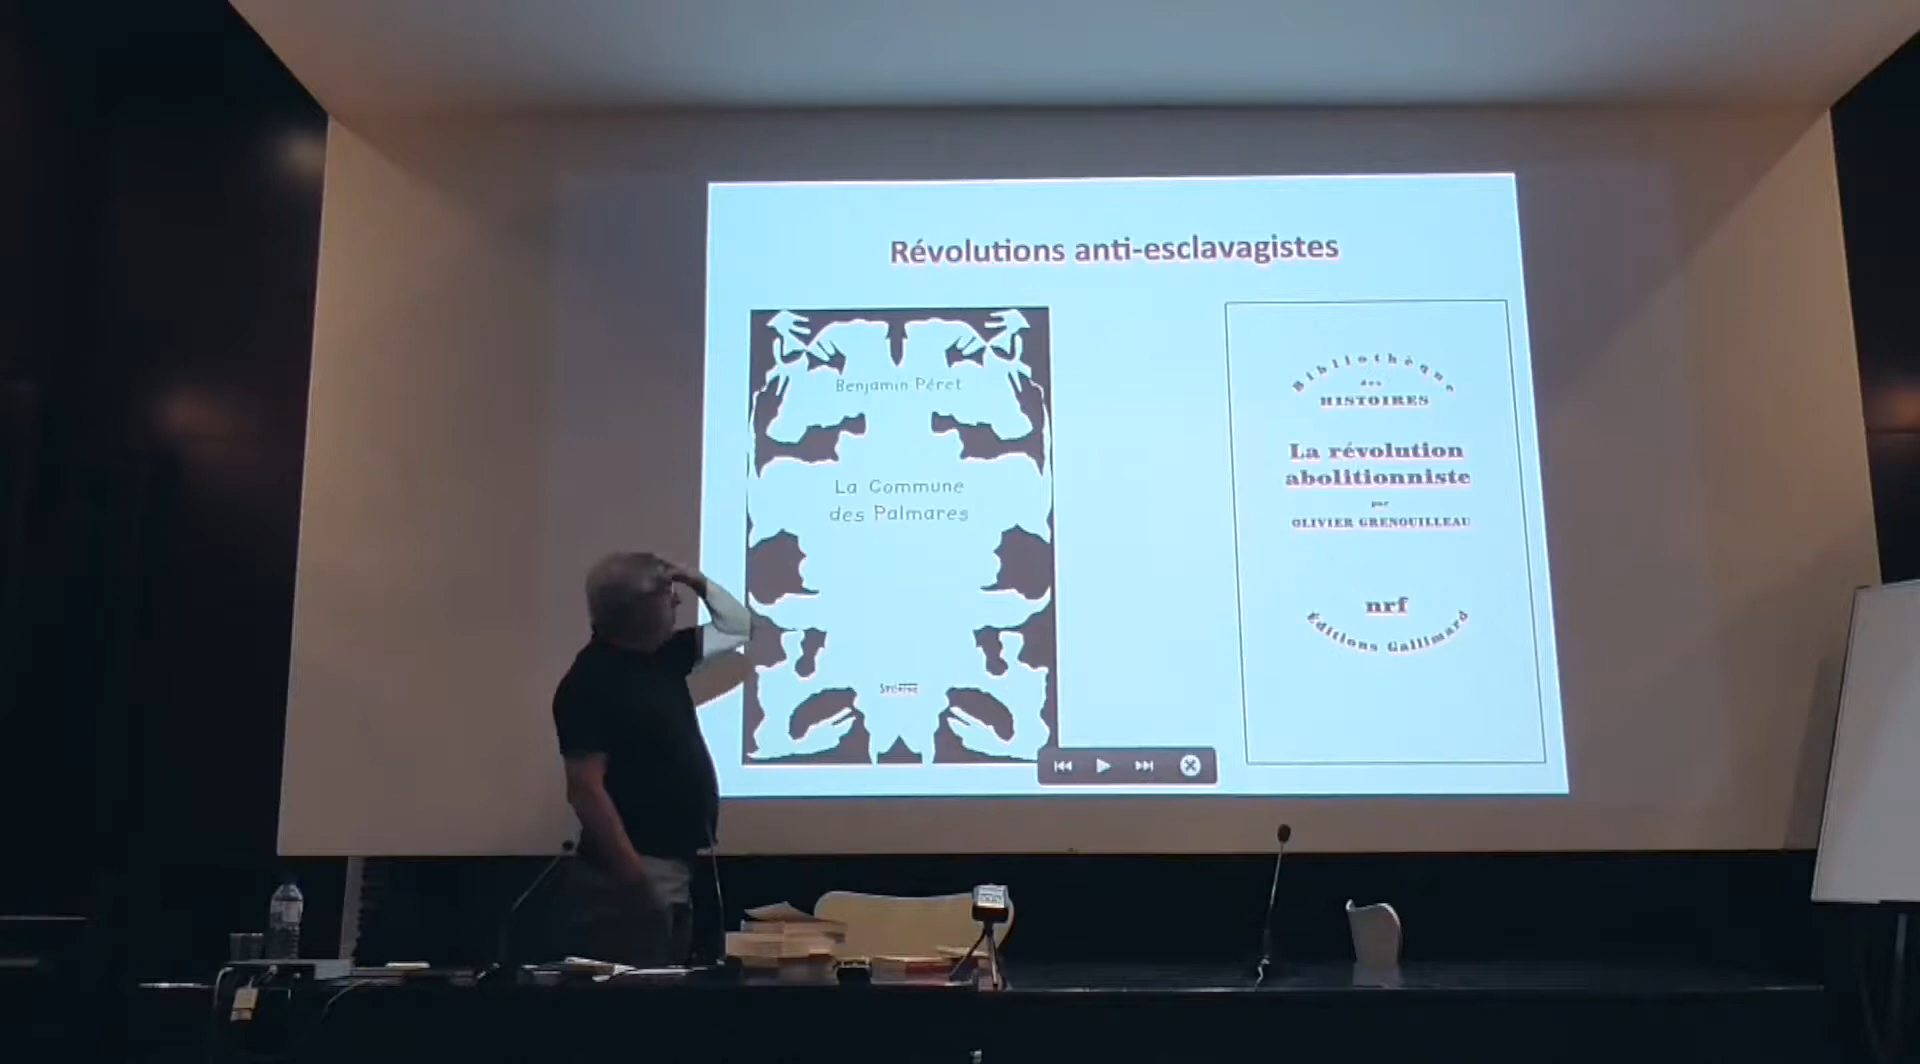 Révolutions anti-esclavagistes
Benjamin Péret
La Commune
des Palmares
Bibliothèque
des
HISTOIRES
La révolution
abolitionniste
par
OLIVIER GRENOUILLEAU
nrf
Éditions Gallimard